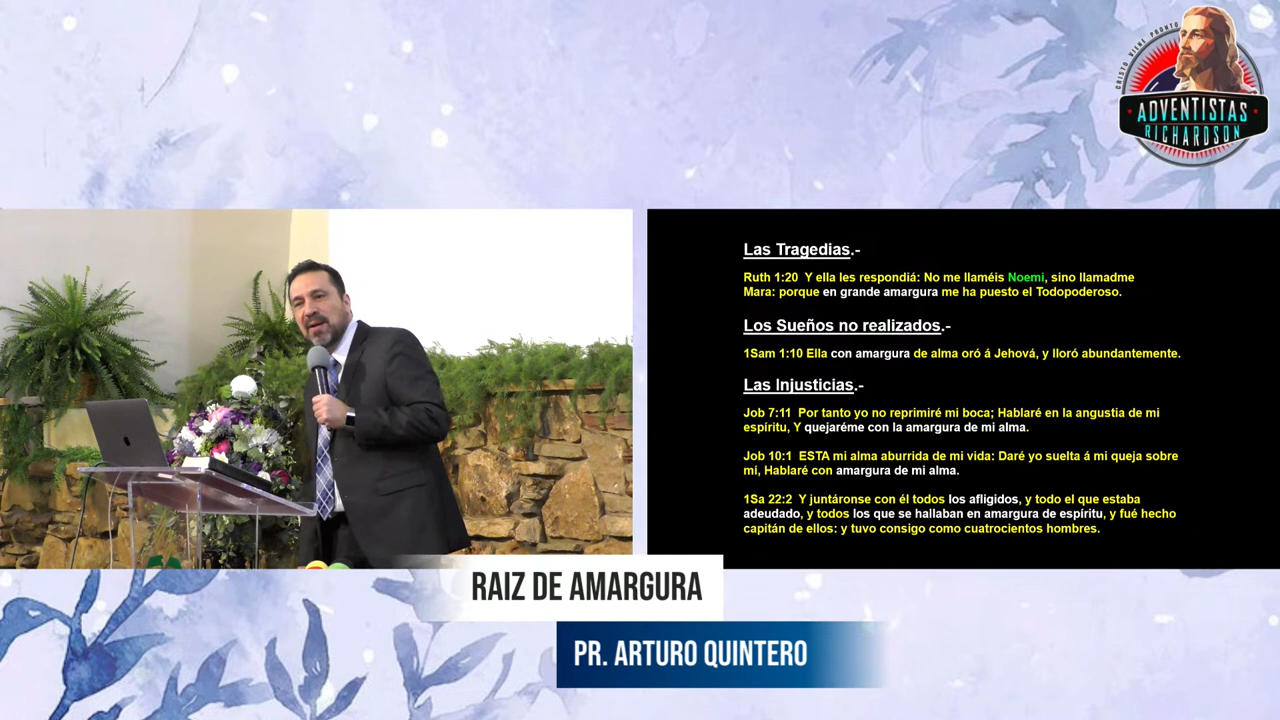 CRISTO VIENE PRONTO
ADVENTISTAS
RICHARDSON
Las Tragedias.-
Ruth 1:20 Y ella les respondiá: No me llaméis Noemi, sino llamadme
Mara: porque en grande amargura me ha puesto el Todopoderoso.
Los Sueños no realizados.-
1Sam 1:10 Ella con amargura de alma oró á Jehová, y lloró abundantemente.
Las Injusticias.-
Job 7:11 Por tanto yo no reprimiré mi boca; Hablaré en la angustia de mi
espíritu, Y quejaréme con la amargura de mi alma.
Job 10:1 ESTA mi alma aburrida de mi vida: Daré yo suelta á mi queja sobre
mí, Hablaré con amargura de mi alma.
1Sa 22:2 Y juntáronse con él todos los afligidos, y todo el que estaba
adeudado, y todos los que se hallaban en amargura de espíritu, y fué hecho
capitán de ellos: y tuvo consigo como cuatrocientos hombres.
RAIZ DE AMARGURA
PR. ARTURO QUINTERO